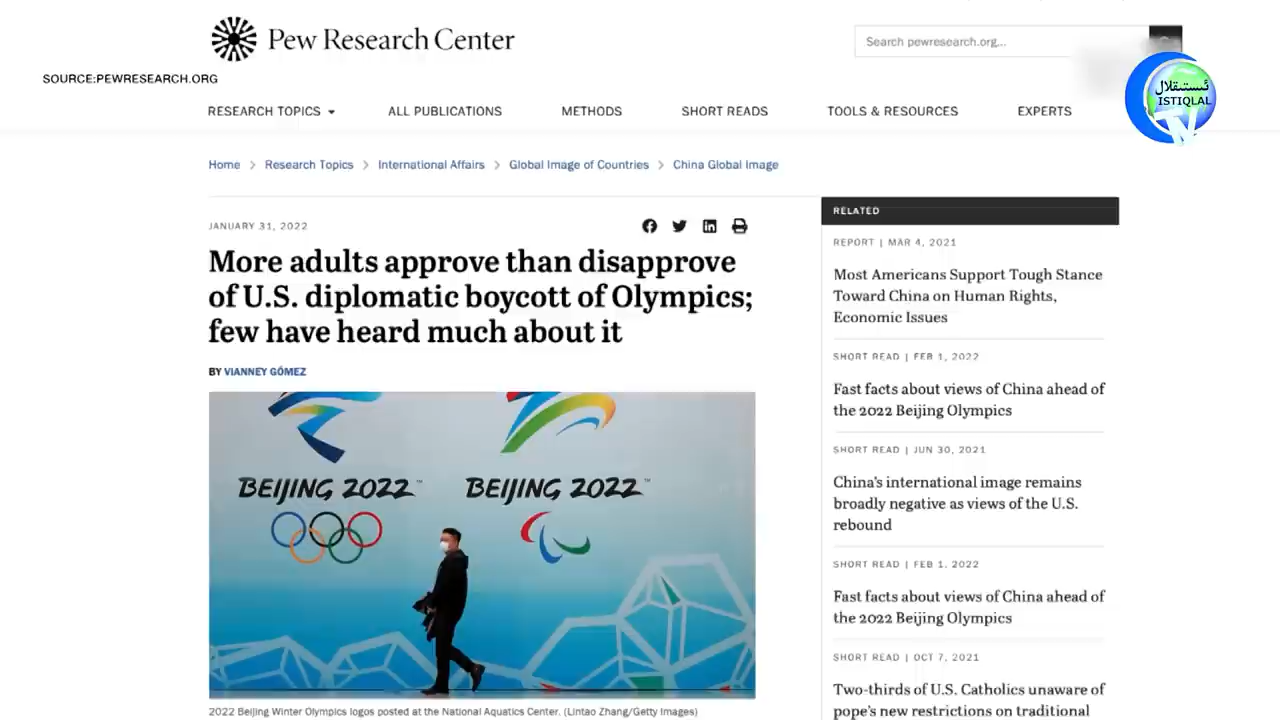 Pew Research Center
Search pewresearch.org...
SOURCE:PEWRESEARCH.ORG
ئىستىقلال
ISTIQLAL
TV
RESEARCH TOPICS
ALL PUBLICATIONS
METHODS
SHORT READS
TOOLS & RESOURCES
EXPERTS
Home > Research Topics > International Affairs > Global Image of Countries > China Global Image
JANUARY 31, 2022
More adults approve than disapprove
of U.S. diplomatic boycott of Olympics;
few have heard much about it
BY VIANNEY GÓMEZ
BEIJING 2022™
BEIJING 2022™
2022 Beijing Winter Olympics logos posted at the National Aquatics Center. (Lintao Zhang/Getty Images)
RELATED
REPORT | MAR 4, 2021
Most Americans Support Tough Stance
Toward China on Human Rights,
Economic Issues
SHORT READ | FEB 1, 2022
Fast facts about views of China ahead of
the 2022 Beijing Olympics
SHORT READ | JUN 30, 2021
China's international image remains
broadly negative as views of the U.S.
rebound
SHORT READ | FEB 1, 2022
Fast facts about views of China ahead of
the 2022 Beijing Olympics
SHORT READ | OCT 7, 2021
Two-thirds of U.S. Catholics unaware of
pope's new restrictions on traditional